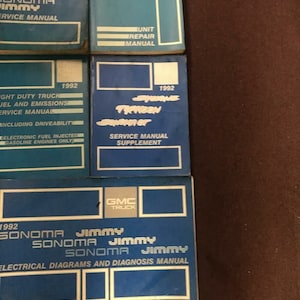 SONOMA
JIMMY
SERVICE MANUAL
UNIT
REPAIR
MANUAL
1992
LIGHT DUTY TRUCK
FUEL AND EMISSIONS
SERVICE MANUAL
INCLUDING DRIVEABILITY
ELECTRONIC FUEL INJECTED
GASOLINE ENGINES ONLY
1992
TYPHOON
SERVICE MANUAL
SUPPLEMENT
GMC
TRUCK
1992
SONOMA JIMMY
SONOMA JIMMY
SONOMA JIMMY
ELECTRICAL DIAGRAMS AND DIAGNOSIS MANUAL